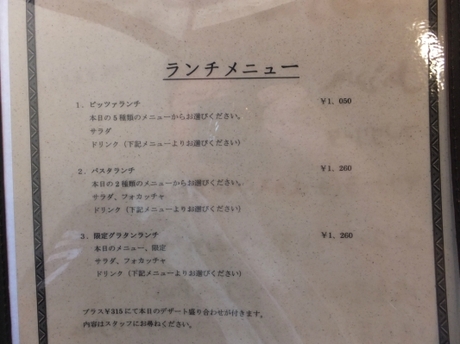 ランチメニュー
1．ピッツァランチ ￥1，050
本日の5種類のメニューからお選びください。
サラダ
ドリンク（下記メニューよりお選びください）
2．パスタランチ ￥1，260
本日の2種類のメニューからお選びください。
サラダ、フォカッチャ
ドリンク（下記メニューよりお選びください）
3．限定グラタンランチ ￥1，260
本日のメニュー、限定
サラダ、フォカッチャ
ドリンク（下記メニューよりお選びください）
プラス￥315にて本日のデザート盛り合わせが付きます。
内容はスタッフにお尋ねください。